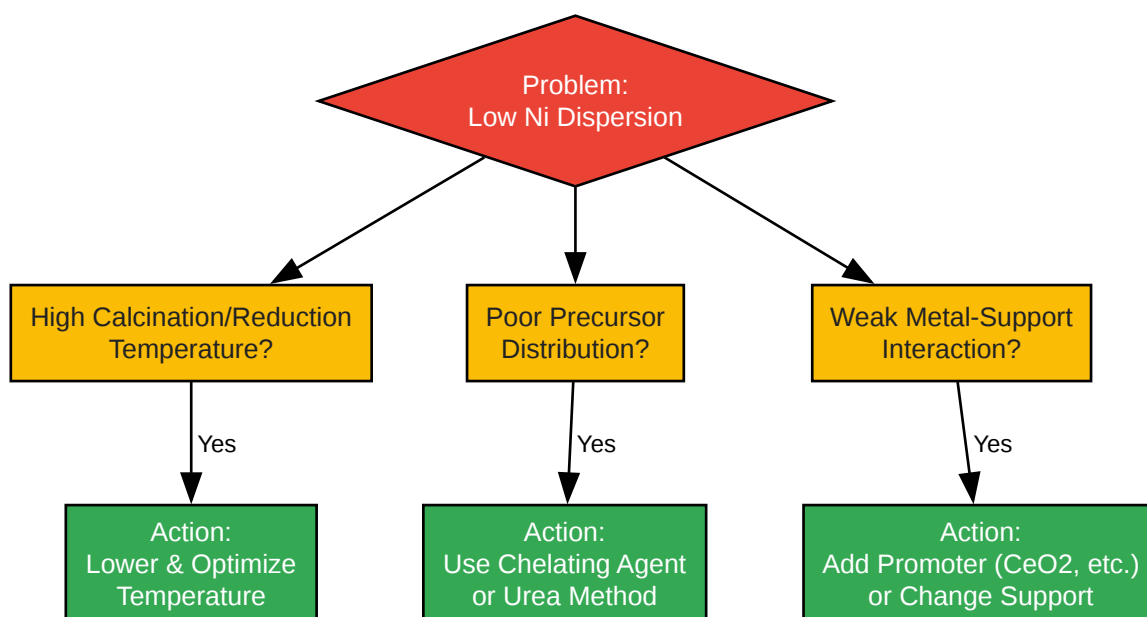 Problem:
Low Ni Dispersion
High Calcination/Reduction
Temperature?
Poor Precursor
Distribution?
Weak Metal-Support
Interaction?
Yes
Yes
Yes
Action:
Lower & Optimize
Temperature
Action:
Use Chelating Agent
or Urea Method
Action:
Add Promoter (CeO2, etc.)
or Change Support